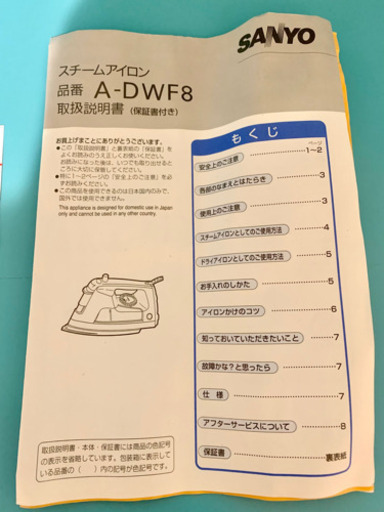 SANYO
スチームアイロン
品番 A-DWF8
取扱説明書 (保証書付き)
お買上げまことにありがとうございます。
●この「取扱説明書」と裏表紙の「保証書」を
よくお読みのうえ正しくお使いください。
お読みになった後は、いつでも取り出せると
ころに大切に保管してください。
●特に1～2ページの「安全上のご注意」を必
ずお読みください。
●この商品を使用できるのは日本国内のみで、
国外では使用できません。
This appliance is designed for domestic use in Japan
only and cannot be used in any other country.
もくじ
ページ
安全上のご注意 1～2
各部のなまえとはたらき 3
使用上のご注意 3
スチームアイロンとしてのご使用方法 4
ドライアイロンとしてのご使用方法 5
お手入れのしかた 5
アイロンかけのコツ 6
知っておいていただきたいこと 7
故障かな？と思ったら 7
仕様 7
アフターサービスについて 8
保証書 裏表紙
取扱説明書・本体・保証書には商品の色記号
の表示を省略しています。包装箱に表示して
いる品番の( )内の記号が色記号です。